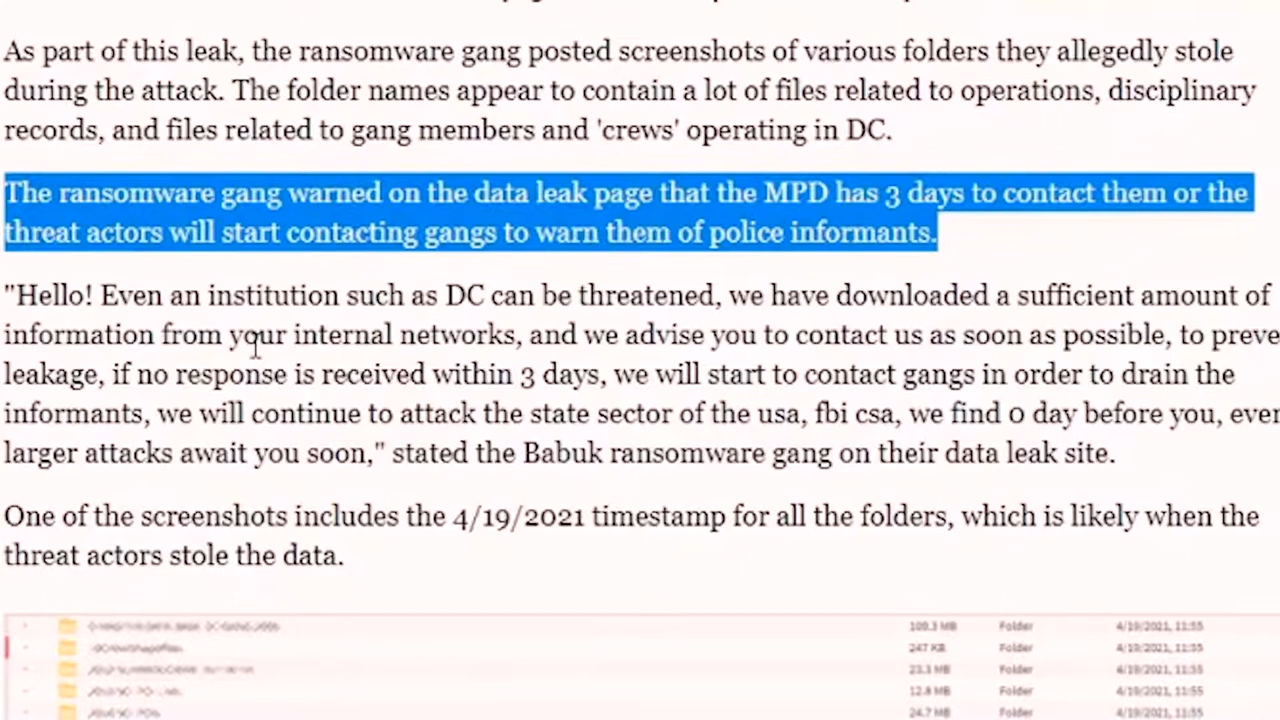 As part of this leak, the ransomware gang posted screenshots of various folders they allegedly stole
during the attack. The folder names appear to contain a lot of files related to operations, disciplinary
records, and files related to gang members and 'crews' operating in DC.
The ransomware gang warned on the data leak page that the MPD has 3 days to contact them or the
threat actors will start contacting gangs to warn them of police informants.
"Hello! Even an institution such as DC can be threatened, we have downloaded a sufficient amount of
information from your internal networks, and we advise you to contact us as soon as possible, to preve
leakage, if no response is received within 3 days, we will start to contact gangs in order to drain the
informants, we will continue to attack the state sector of the usa, fbi csa, we find 0 day before you, even
larger attacks await you soon," stated the Babuk ransomware gang on their data leak site.
One of the screenshots includes the 4/19/2021 timestamp for all the folders, which is likely when the
threat actors stole the data.
109.3 MB Folder 4/19/2021, 11:55
247 KB Folder 4/19/2021, 11:55
23.3 MB Folder 4/19/2021, 11:55
12.8 MB Folder 4/19/2021, 11:55
24.7 MB Folder 4/19/2021, 11:55